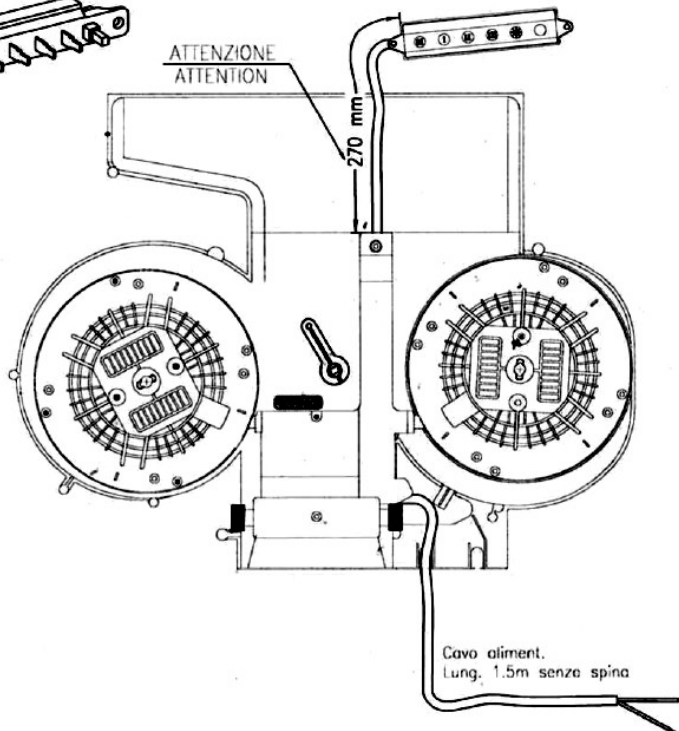 ATTENZIONE
ATTENTION
270 mm
Cavo aliment.
Lung. 1.5m senza spina